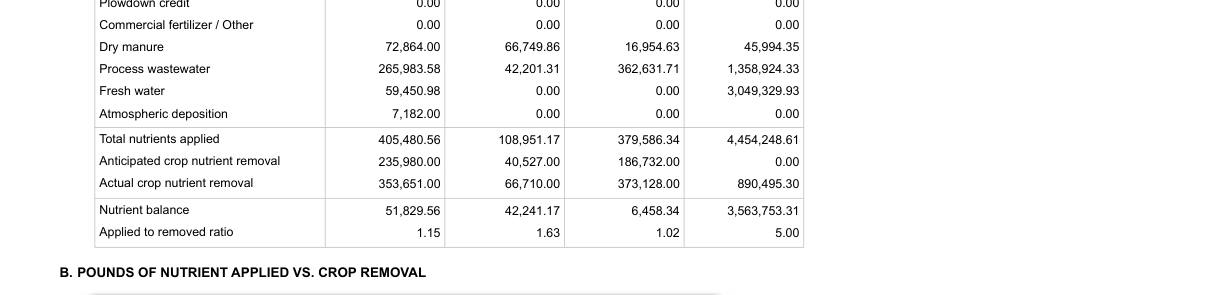 Plowdown credit 0.00 0.00 0.00 0.00
Commercial fertilizer / Other 0.00 0.00 0.00 0.00
Dry manure 72,864.00 66,749.86 16,954.63 45,994.35
Process wastewater 265,983.58 42,201.31 362,631.71 1,358,924.33
Fresh water 59,450.98 0.00 0.00 3,049,329.93
Atmospheric deposition 7,182.00 0.00 0.00 0.00
Total nutrients applied 405,480.56 108,951.17 379,586.34 4,454,248.61
Anticipated crop nutrient removal 235,980.00 40,527.00 186,732.00 0.00
Actual crop nutrient removal 353,651.00 66,710.00 373,128.00 890,495.30
Nutrient balance 51,829.56 42,241.17 6,458.34 3,563,753.31
Applied to removed ratio 1.15 1.63 1.02 5.00
B. POUNDS OF NUTRIENT APPLIED VS. CROP REMOVAL